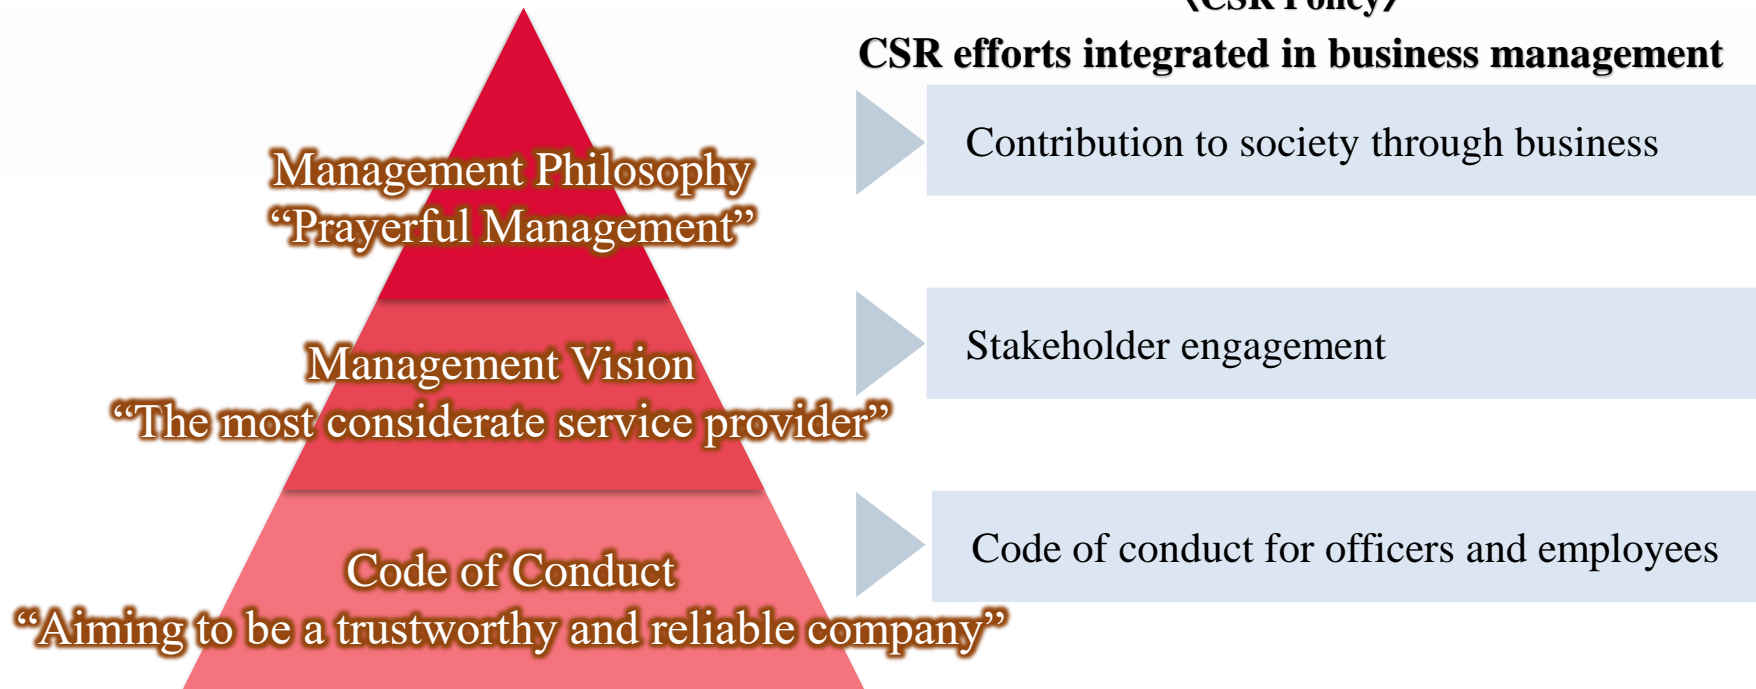 〈CSR Policy〉
CSR efforts integrated in business management
Management Philosophy
“Prayerful Management”
Contribution to society through business
Management Vision
“The most considerate service provider”
Stakeholder engagement
Code of Conduct
“Aiming to be a trustworthy and reliable company”
Code of conduct for officers and employees